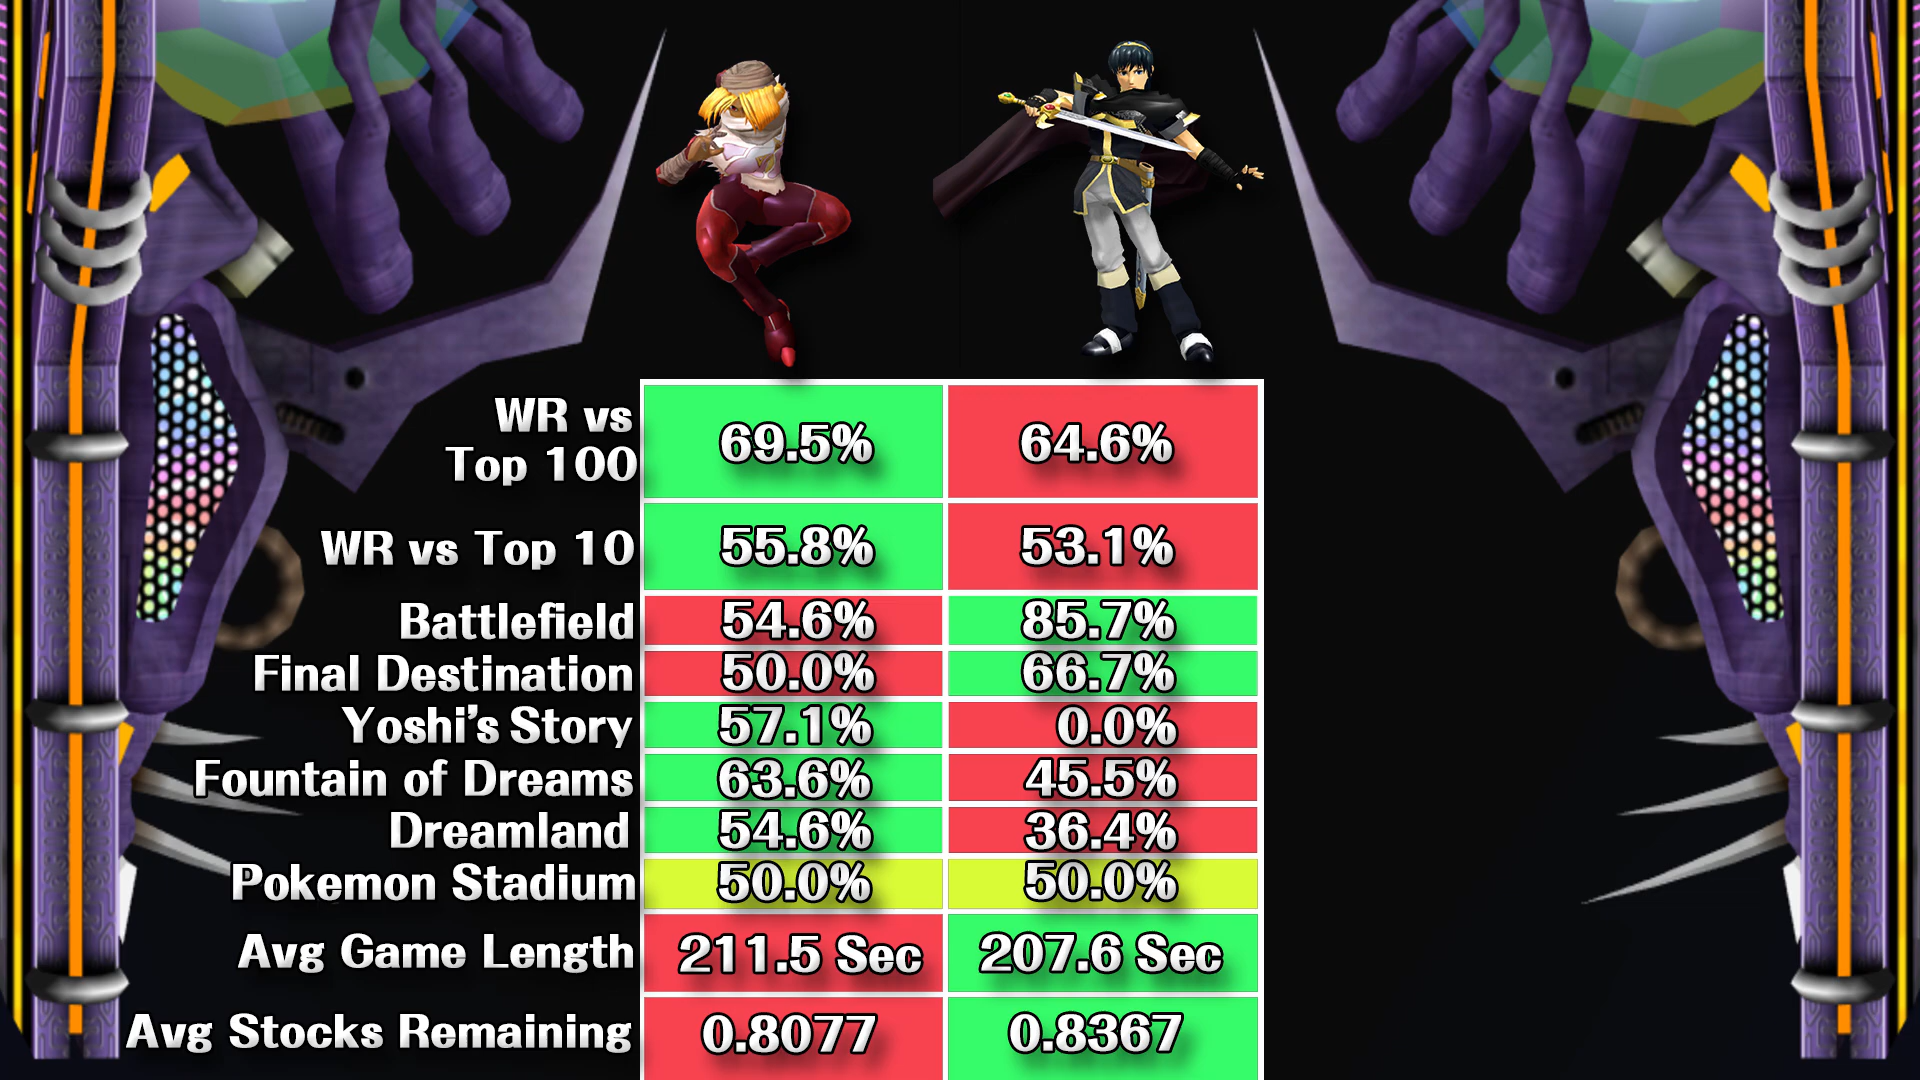 WR vs
Top 100 69.5% 64.6%
WR vs Top 10 55.8% 53.1%
Battlefield 54.6% 85.7%
Final Destination 50.0% 66.7%
Yoshi's Story 57.1% 0.0%
Fountain of Dreams 63.6% 45.5%
Dreamland 54.6% 36.4%
Pokemon Stadium 50.0% 50.0%
Avg Game Length 211.5 Sec 207.6 Sec
Avg Stocks Remaining 0.8077 0.8367